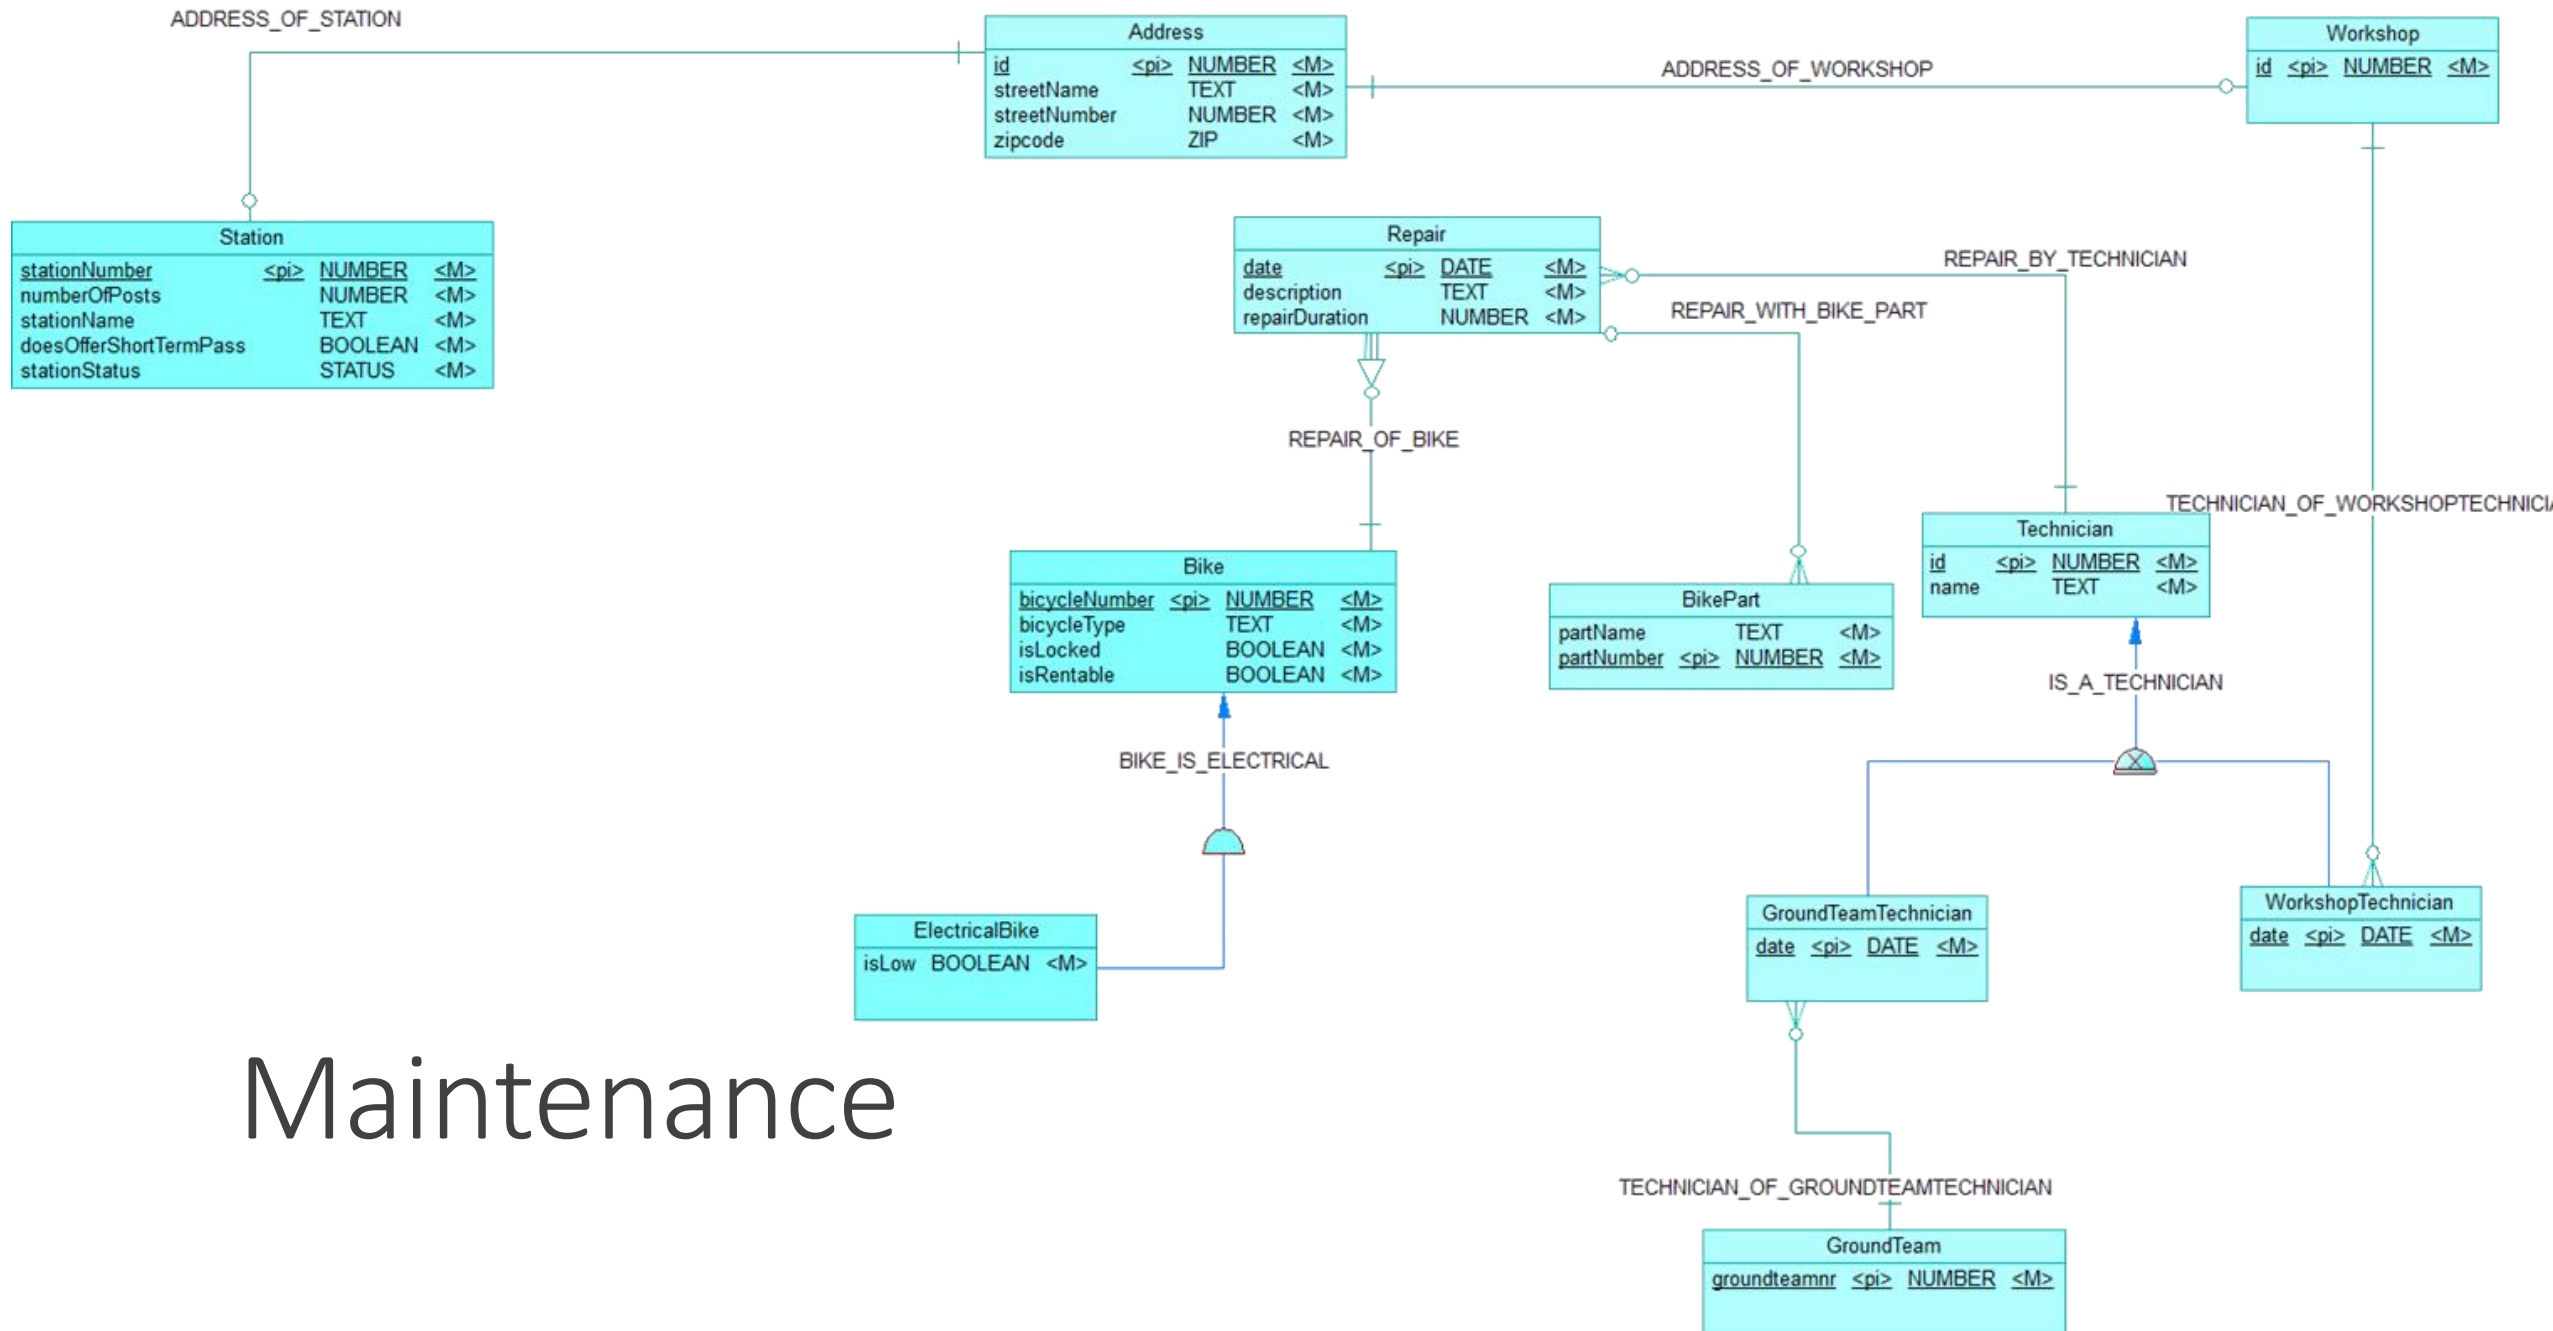 ADDRESS_OF_STATION
Address
id <pi> NUMBER <M>
streetName TEXT <M>
streetNumber NUMBER <M>
zipcode ZIP <M>
ADDRESS_OF_WORKSHOP
Workshop
id <pi> NUMBER <M>
Station
stationNumber <pi> NUMBER <M>
numberOfPosts NUMBER <M>
stationName TEXT <M>
doesOfferShortTermPass BOOLEAN <M>
stationStatus STATUS <M>
Repair
date <pi> DATE <M>
description TEXT <M>
repairDuration NUMBER <M>
REPAIR_BY_TECHNICIAN
REPAIR_WITH_BIKE_PART
REPAIR_OF_BIKE
TECHNICIAN_OF_WORKSHOPTECHNICI
Technician
id <pi> NUMBER <M>
name TEXT <M>
Bike
bicycleNumber <pi> NUMBER <M>
bicycleType TEXT <M>
isLocked BOOLEAN <M>
isRentable BOOLEAN <M>
BikePart
partName TEXT <M>
partNumber <pi> NUMBER <M>
IS_A_TECHNICIAN
BIKE_IS_ELECTRICAL
ElectricalBike
isLow BOOLEAN <M>
GroundTeamTechnician
date <pi> DATE <M>
WorkshopTechnician
date <pi> DATE <M>
Maintenance
TECHNICIAN_OF_GROUNDTEAMTECHNICIAN
GroundTeam
groundteamnr <pi> NUMBER <M>